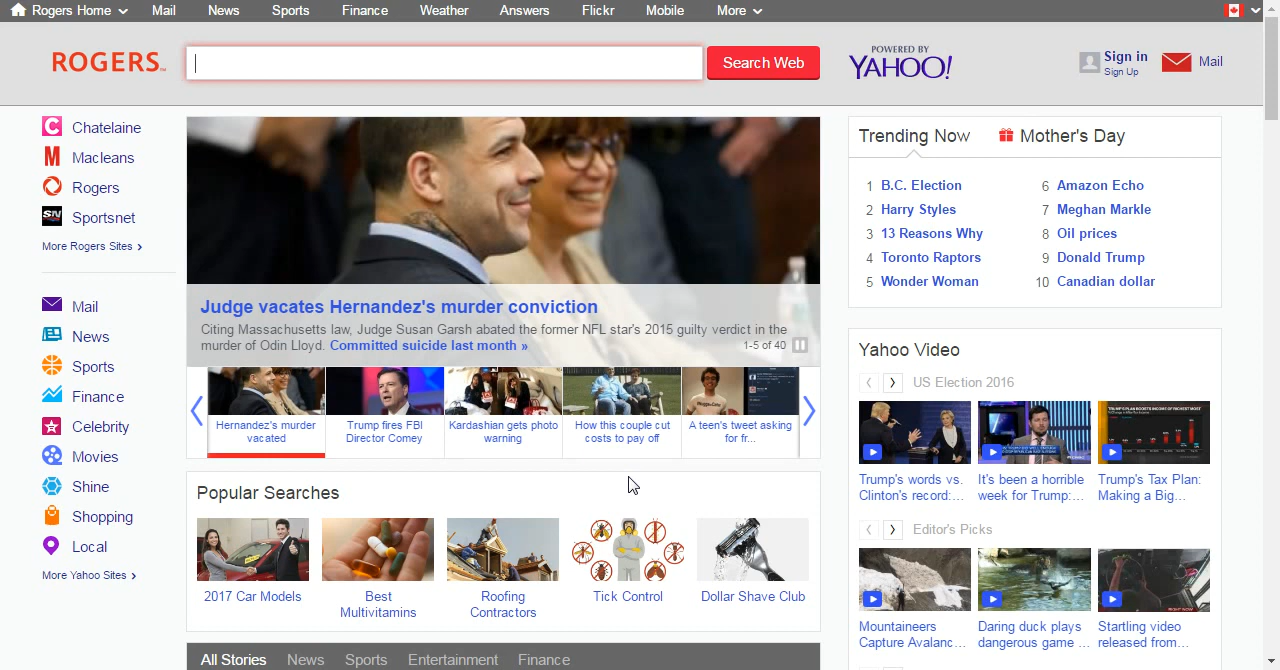 Rogers Home Mail News Sports Finance Weather Answers Flickr Mobile More
ROGERS™
Search Web
POWERED BY
YAHOO!
Sign in
Sign Up
Mail
Chatelaine
Macleans
Rogers
SN Sportsnet
More Rogers Sites ›
Mail
News
Sports
Finance
Celebrity
Movies
Shine
Shopping
Local
More Yahoo Sites ›
Judge vacates Hernandez's murder conviction
Citing Massachusetts law, Judge Susan Garsh abated the former NFL star's 2015 guilty verdict in the
murder of Odin Lloyd. Committed suicide last month »
1-5 of 40
Hernandez's murder
vacated
Trump fires FBI
Director Comey
Kardashian gets photo
warning
How this couple cut
costs to pay off
A teen's tweet asking
for fr...
Popular Searches
2017 Car Models
Best
Multivitamins
Roofing
Contractors
Tick Control
Dollar Shave Club
All Stories News Sports Entertainment Finance
Trending Now Mother's Day
1 B.C. Election
2 Harry Styles
3 13 Reasons Why
4 Toronto Raptors
5 Wonder Woman
6 Amazon Echo
7 Meghan Markle
8 Oil prices
9 Donald Trump
10 Canadian dollar
Yahoo Video
US Election 2016
Trump's words vs.
Clinton's record:...
It's been a horrible
week for Trump:...
Trump's Tax Plan:
Making a Big...
Editor's Picks
Mountaineers
Capture Avalanc...
Daring duck plays
dangerous game ...
Startling video
released from...